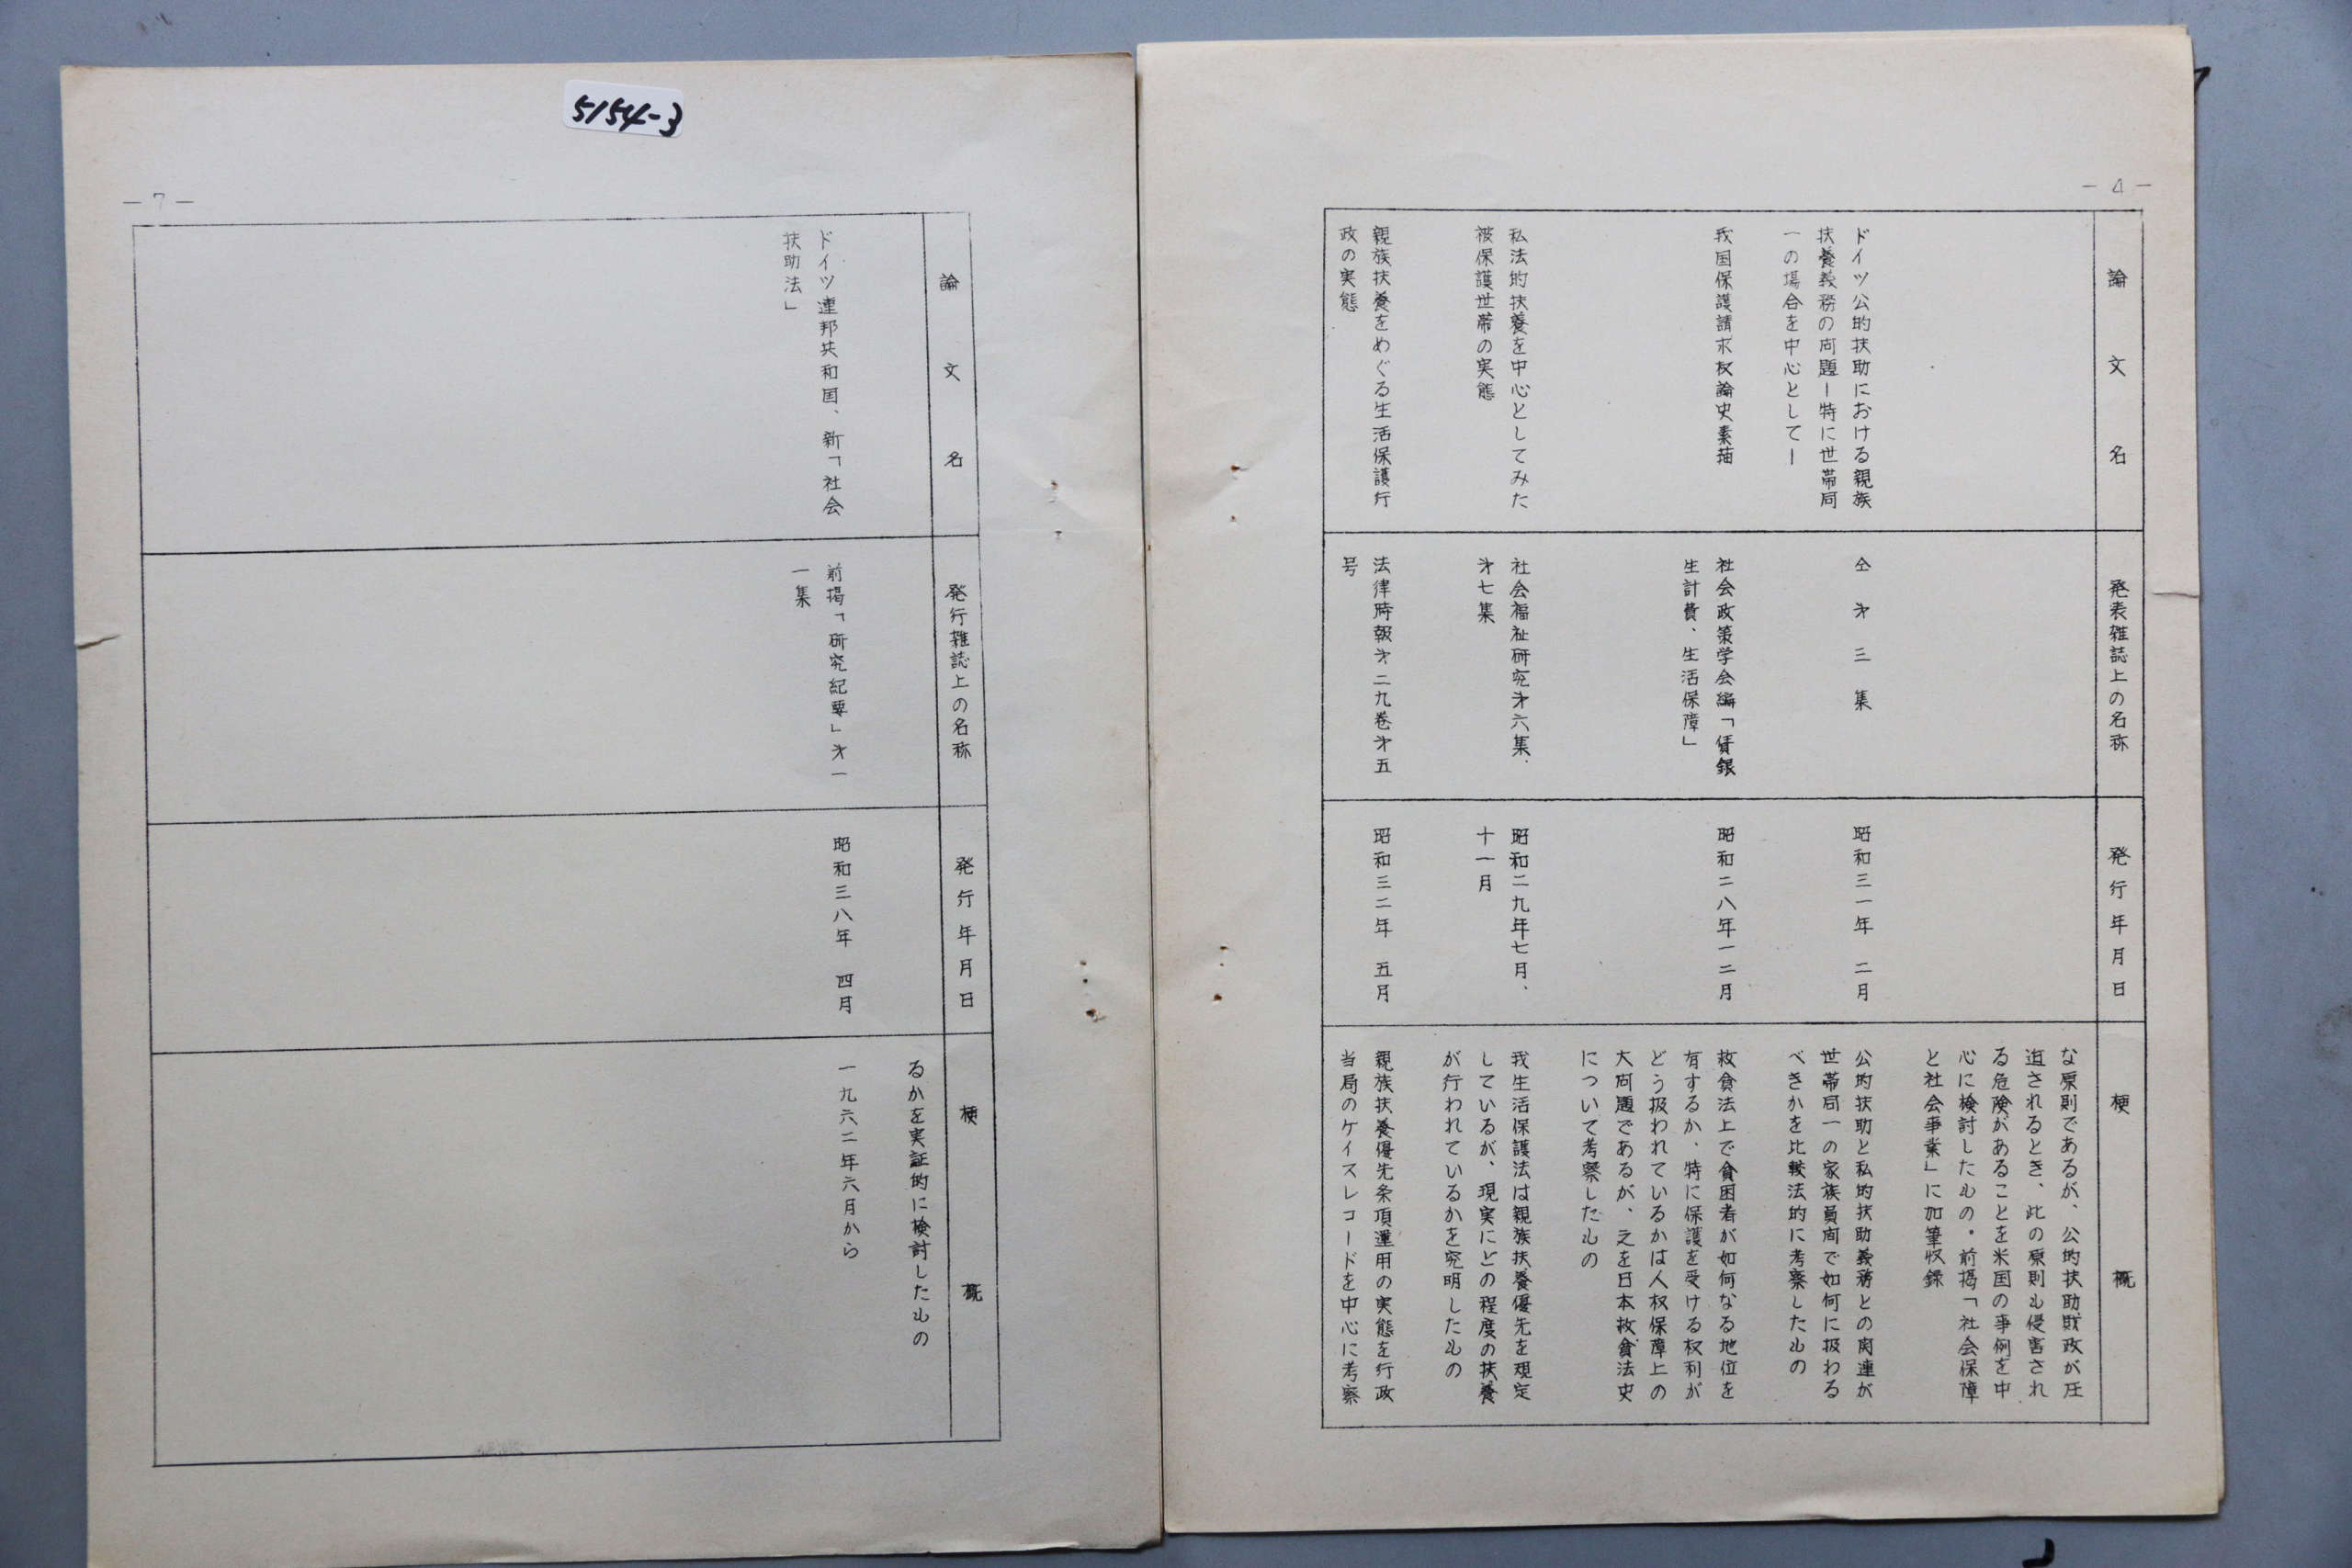 - 4 -
論文名
発表雑誌上の名称
発行年月日
梗概
な原則であるが、公的扶助財政が圧
迫されるとき、此の原則も侵害され
る危険があることを米国の事例を中
心に検討したもの・前掲「社会保障
と社会事業」に加筆収録
ドイツ公的扶助における親族
扶養義務の問題ー特に世帯同
一の場合を中心としてー
仝才三集
昭和三一年 二月
公的扶助と私的扶助義務との関連が
世帯同一の家族員間で如何に扱わる
べきかを比較法的に考察したもの
我国保護請求权論史素描
社会政策学会編「賃銀
生計費、生活保障」
昭和二八年一二月
救貧法上で貧困者が如何なる地位を
有するか、特に保護を受ける权利が
どう扱われているかは人权保障上の
大问題であるが、之を日本救貧法史
について考察したもの
私法的扶養を中心としてみた
被保護世帯の実態
社会福祉研究才六集、
才七集
昭和二九年七月、
十一月
我生活保護法は親族扶養優先を規定
しているが、現実にどの程度の扶養
が行われているかを究明したもの
親族扶養をめぐる生活保護行
政の実態
法律時報才二九巻才五
号
昭和三二年 五月
親族扶養優先条項運用の実態を行政
当局のケイスレコードを中心に考察
5154-3
- 7 -
論文名
発行雑誌上の名称
発行年月日
梗概
るかを実証的に検討したもの
ドイツ連邦共和国、新「社会
扶助法」
前掲「研究紀要」才一
一集
昭和三八年 四月
一九六二年六月から